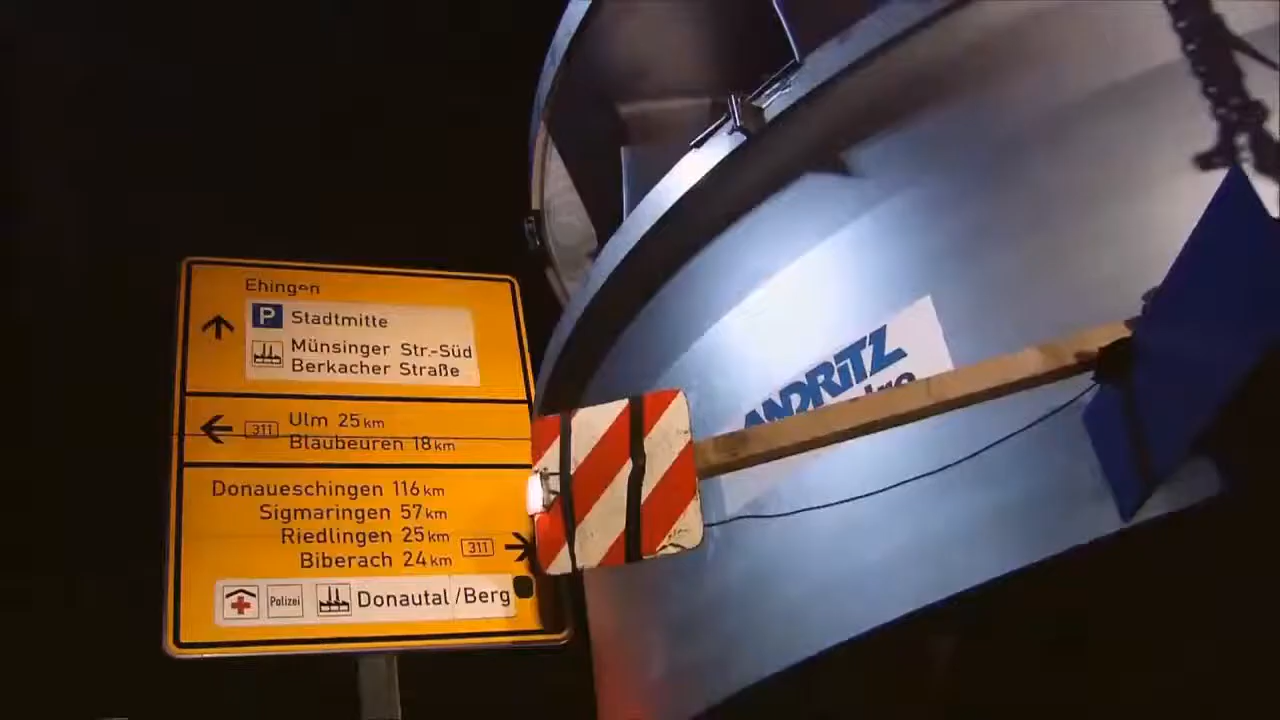 Ehingen
P Stadtmitte
Münsinger Str.-Süd
Berkacher Straße
311 Ulm 25 km
Blaubeuren 18 km
Donaueschingen 116 km
Sigmaringen 57 km
Riedlingen 25 km
Biberach 24 km 311
Polizei Donautal/Berg
ANDRITZ